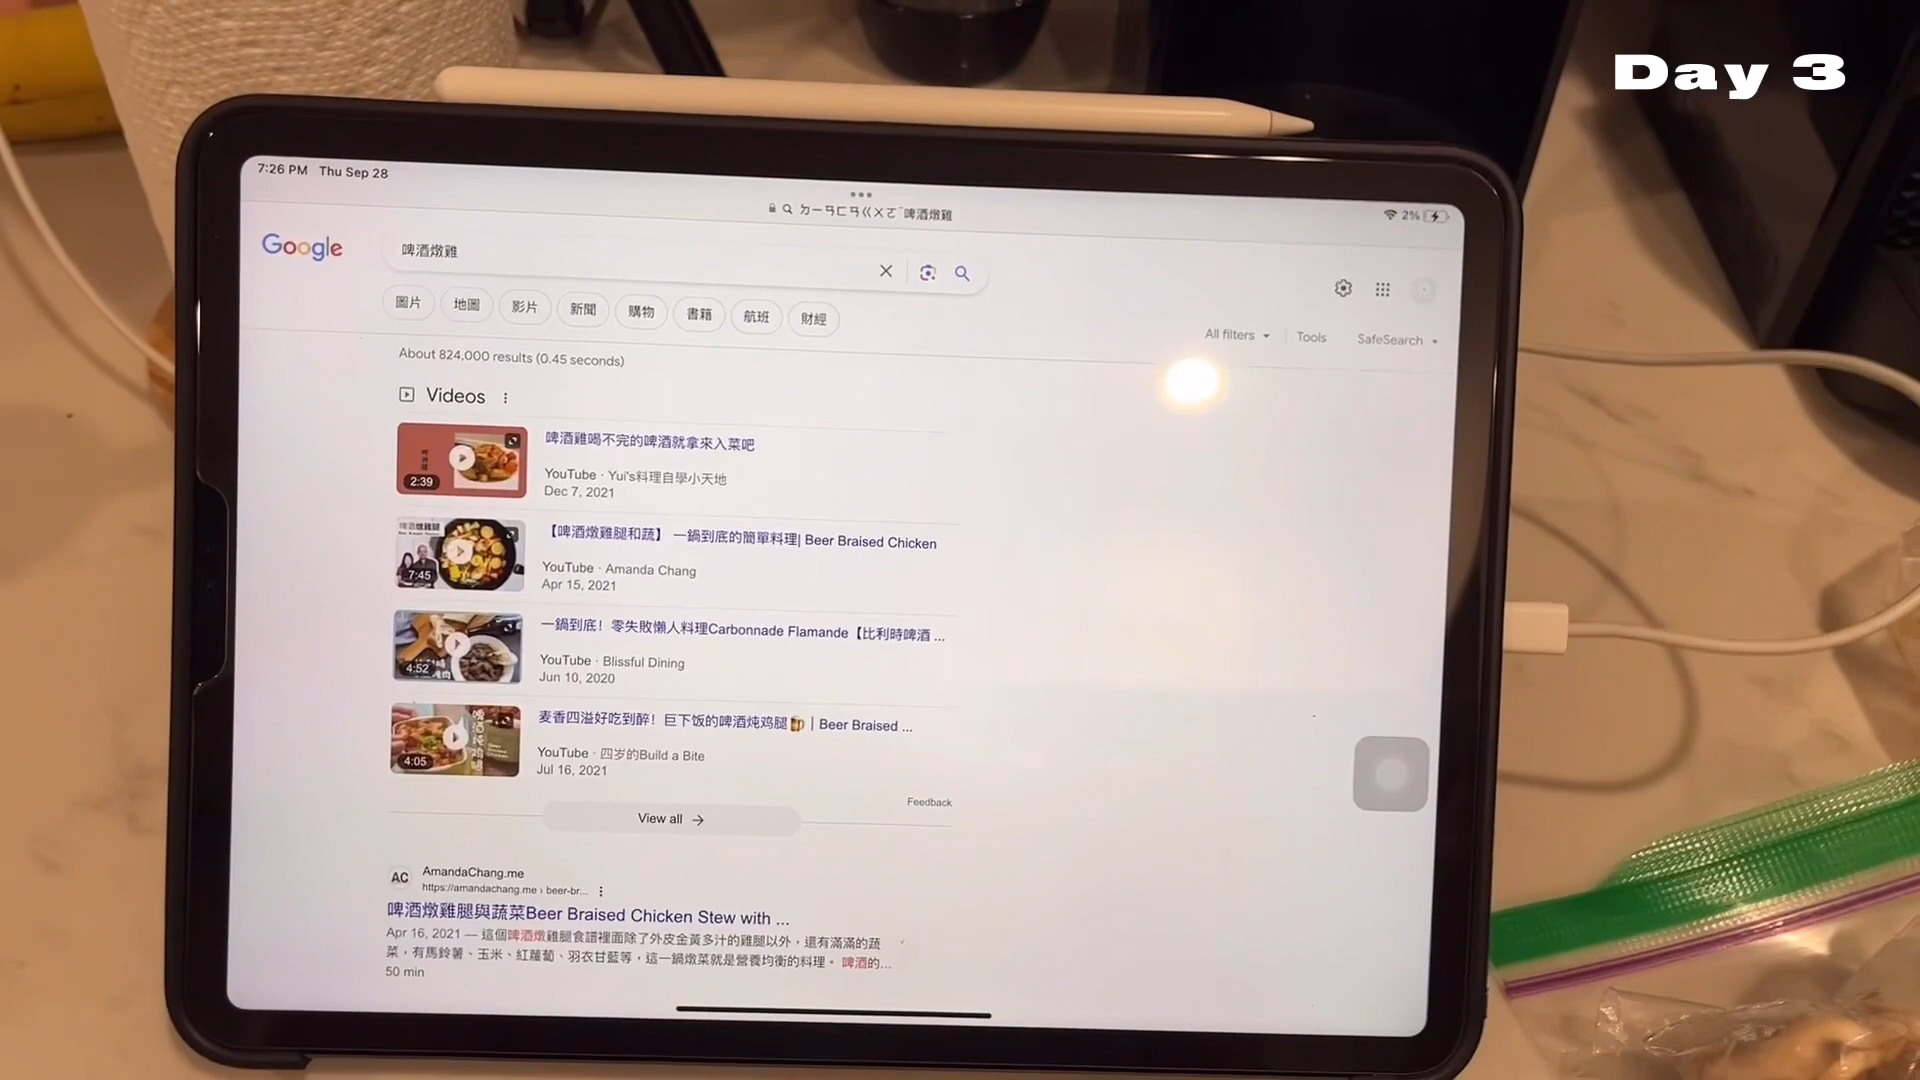 Day 3
7:26 PM Thu Sep 28
ㄉㄧㄢㄈㄢㄍㄨㄛˉ啤酒燉雞
2%
Google
啤酒燉雞
圖片 地圖 影片 新聞 購物 書籍 航班 財經
All filters Tools SafeSearch
About 824,000 results (0.45 seconds)
Videos
啤酒雞喝不完的啤酒就拿來入菜吧
YouTube · Yui's料理自學小天地
Dec 7, 2021
2:39
【啤酒燉雞腿和蔬】 一鍋到底的簡單料理| Beer Braised Chicken
YouTube · Amanda Chang
Apr 15, 2021
啤酒燉雞腿
7:45
一鍋到底！零失敗懶人料理Carbonnade Flamande【比利時啤酒 ...
YouTube · Blissful Dining
Jun 10, 2020
4:52
麦香四溢好吃到醉！巨下饭的啤酒炖鸡腿🍺 | Beer Braised ...
YouTube · 四岁的Build a Bite
Jul 16, 2021
4:05
Feedback
View all →
AC AmandaChang.me
https://amandachang.me › beer-br...
啤酒燉雞腿與蔬菜Beer Braised Chicken Stew with ...
Apr 16, 2021 — 這個啤酒燉雞腿食譜裡面除了外皮金黃多汁的雞腿以外，還有滿滿的蔬
菜，有馬鈴薯、玉米、紅蘿蔔、羽衣甘藍等，這一鍋燉菜就是營養均衡的料理。 啤酒的...
50 min